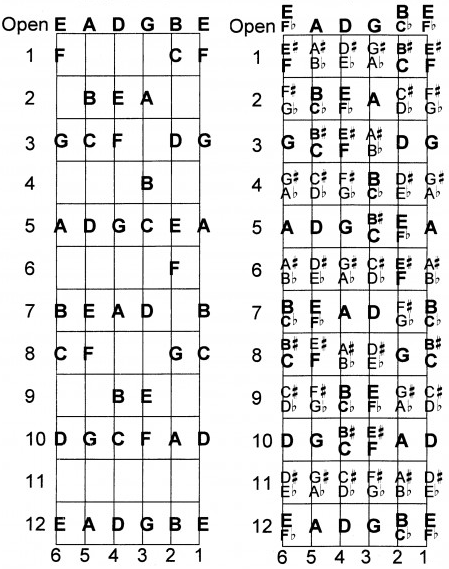 Open E A D G B E
1 F C F
2 B E A
3 G C F D G
4 B
5 A D G C E A
6 F
7 B E A D B
8 C F G C
9 B E
10 D G C F A D
11
12 E A D G B E
6 5 4 3 2 1
E B E
Open F♭ A D G C♭ F♭
E♯ A♯ D♯ G♯ B♯ E♯
1 F B♭ E♭ A♭ C F
F♯ B E C♯ F♯
2 G♭ C♭ F♭ A D♭ G♭
B♯ E♯ A♯
3 G C F B♭ D G
G♯ C♯ F♯ B D♯ G♯
4 A♭ D♭ G♭ C♭ E♭ A♭
B♯ E
5 A D G C F♭ A
A♯ D♯ G♯ C♯ E♯ A♯
6 B♭ E♭ A♭ D♭ F B♭
B E F♯ B
7 C♭ F♭ A D G♭ C♭
B♯ E♯ A♯ D♯ B♯
8 C F B♭ E♭ G C
C♯ F♯ B E G♯ C♯
9 D♭ G♭ C♭ F♭ A♭ D♭
B♯ E♯
10 D G C F A D
D♯ G♯ C♯ F♯ A♯ D♯
11 E♭ A♭ D♭ G♭ B♭ E♭
E B E
12 F♭ A D G C♭ F♭
6 5 4 3 2 1